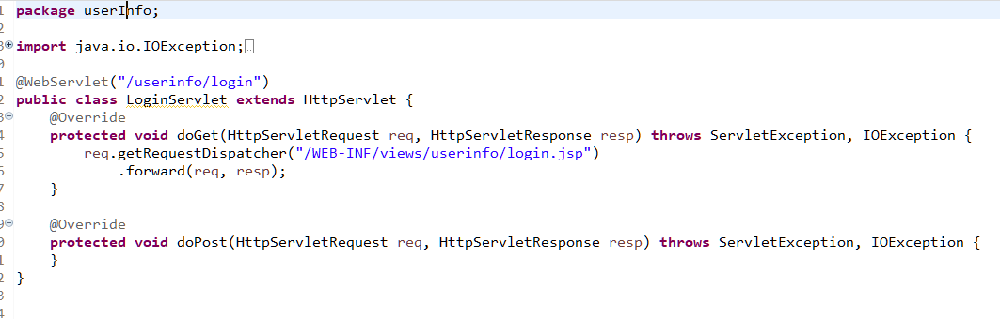 package userInfo;
import java.io.IOException;
@WebServlet("/userinfo/login")
public class LoginServlet extends HttpServlet {
@Override
protected void doGet(HttpServletRequest req, HttpServletResponse resp) throws ServletException, IOException {
req.getRequestDispatcher("/WEB-INF/views/userinfo/login.jsp")
.forward(req, resp);
}
@Override
protected void doPost(HttpServletRequest req, HttpServletResponse resp) throws ServletException, IOException {
}
}